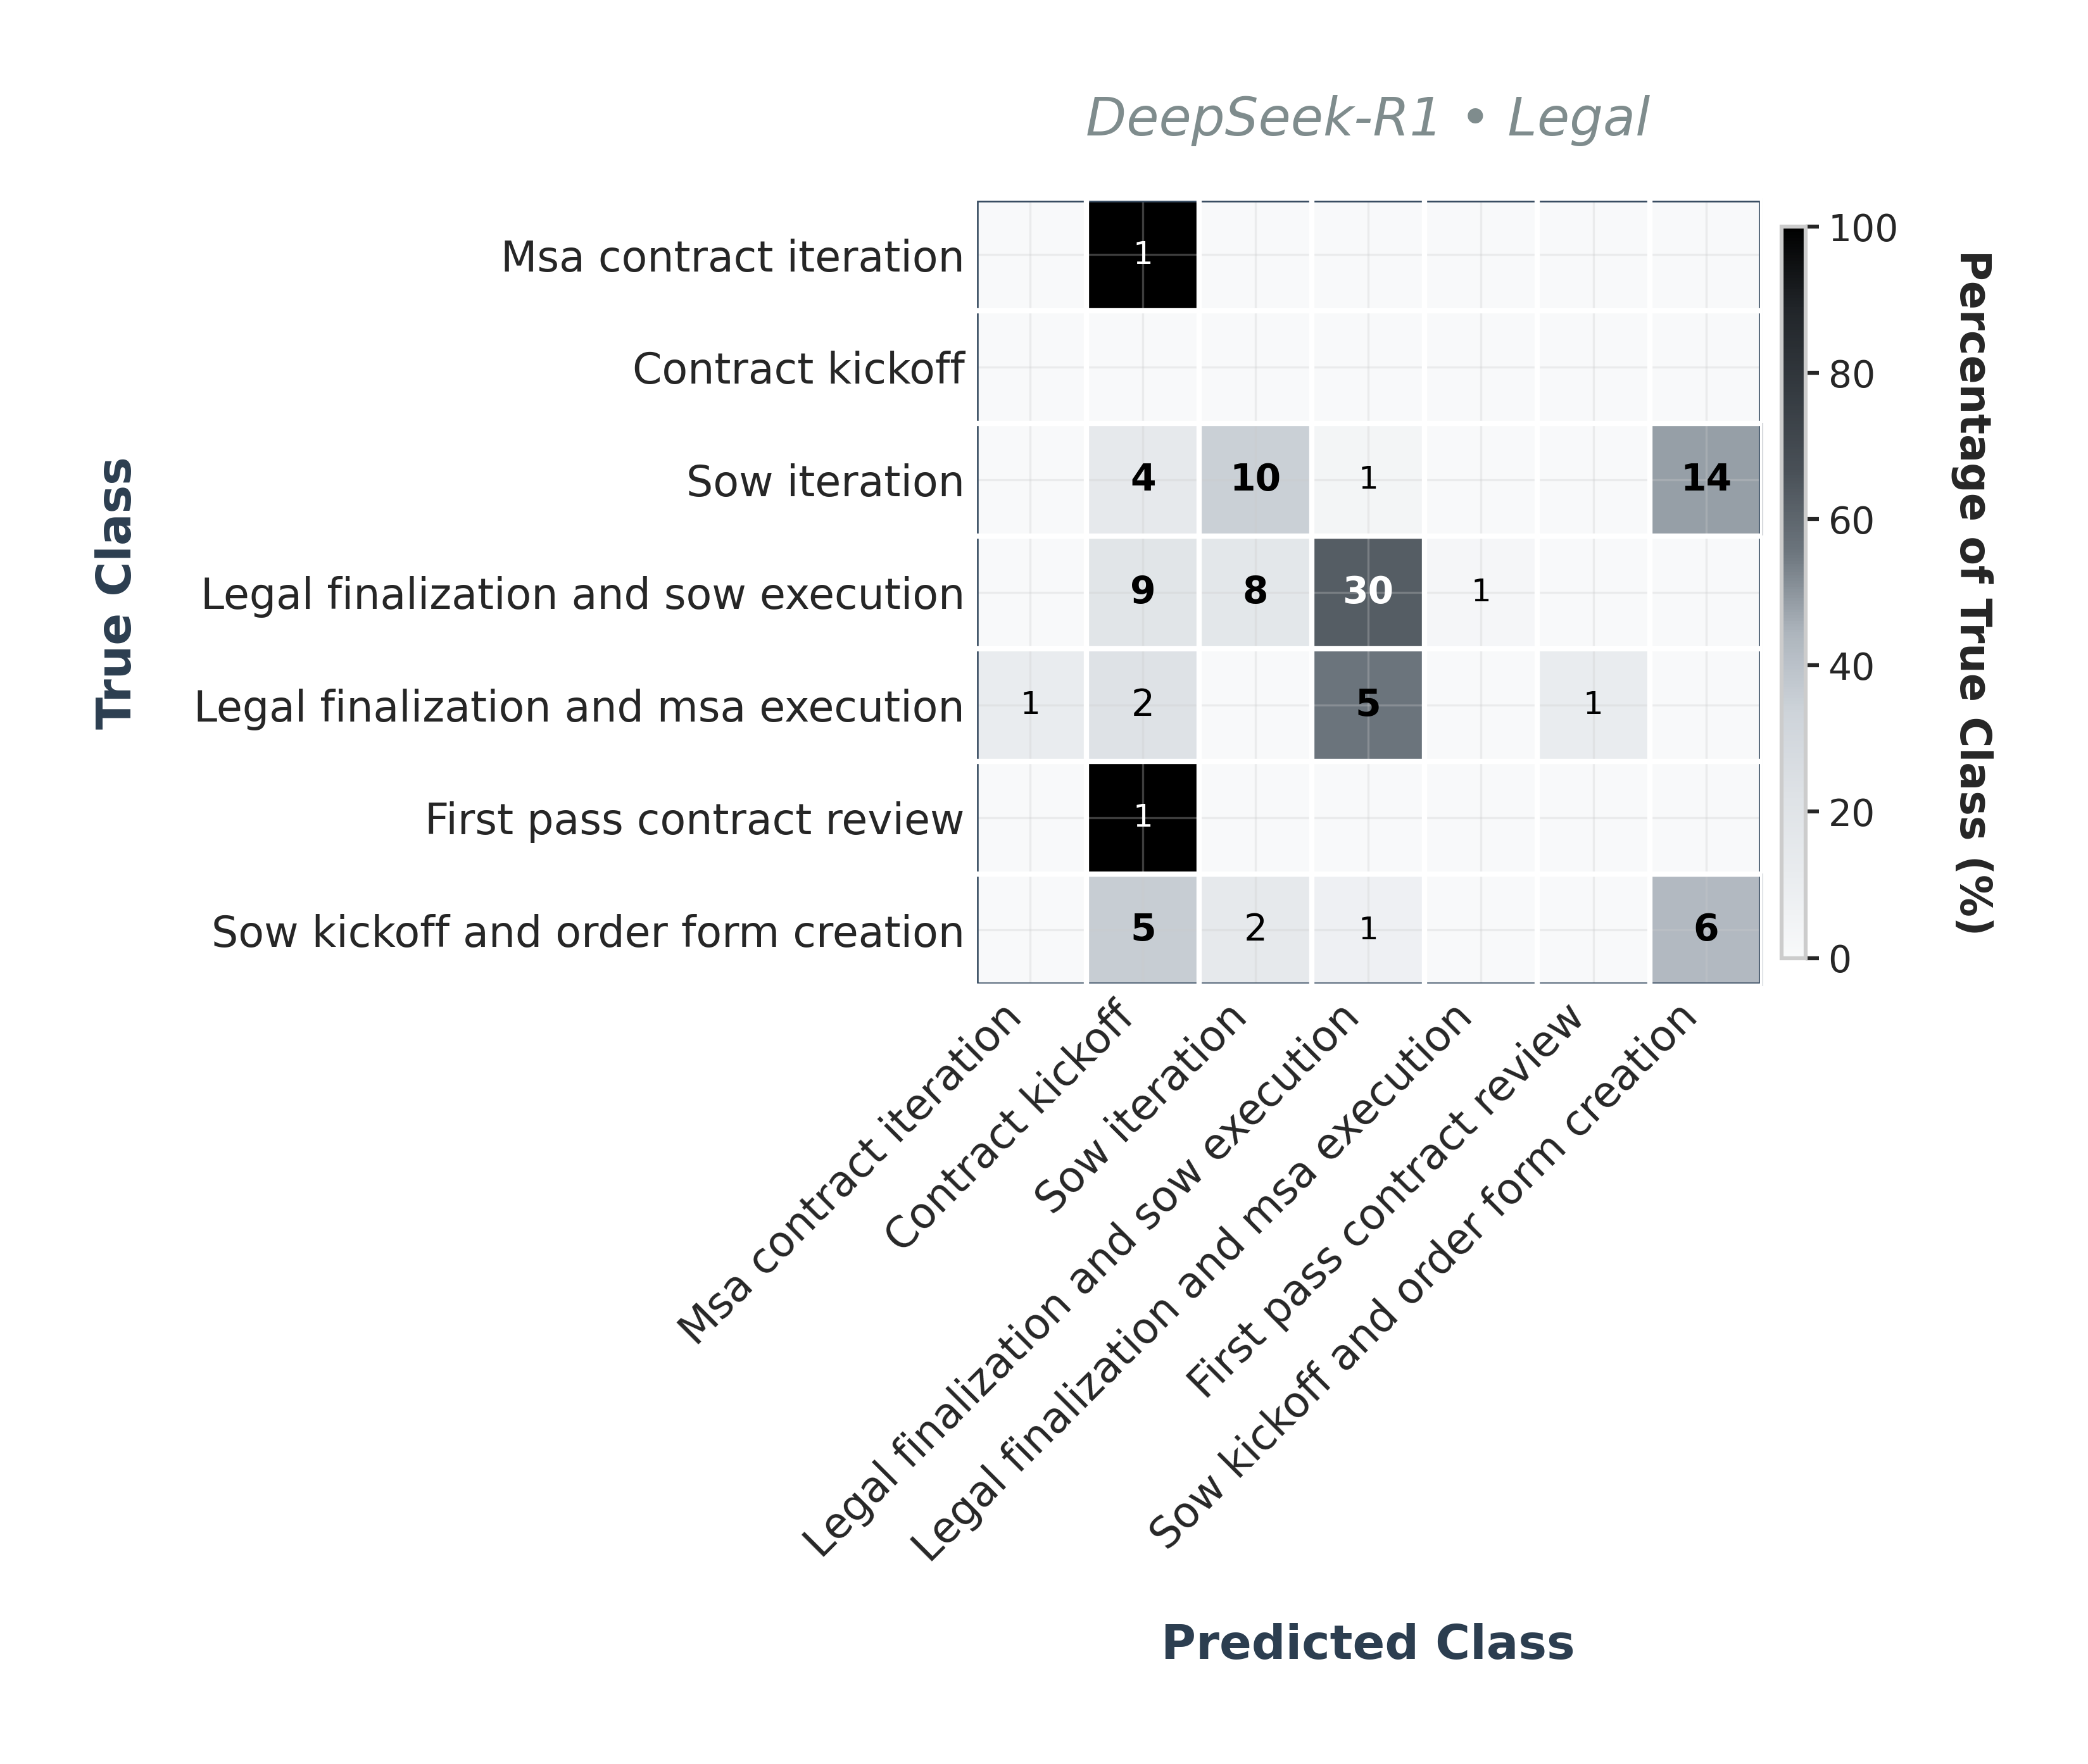 DeepSeek-R1 • Legal
True Class
Msa contract iteration
1
Contract kickoff
Sow iteration
4 10 1 14
Legal finalization and sow execution
9 8 30 1
Legal finalization and msa execution
1 2 5 1
First pass contract review
1
Sow kickoff and order form creation
5 2 1 6
Msa contract iteration
Contract kickoff
Sow iteration
Legal finalization and sow execution
Legal finalization and msa execution
First pass contract review
Sow kickoff and order form creation
Predicted Class
100
80
60
40
20
0
Percentage of True Class (%)